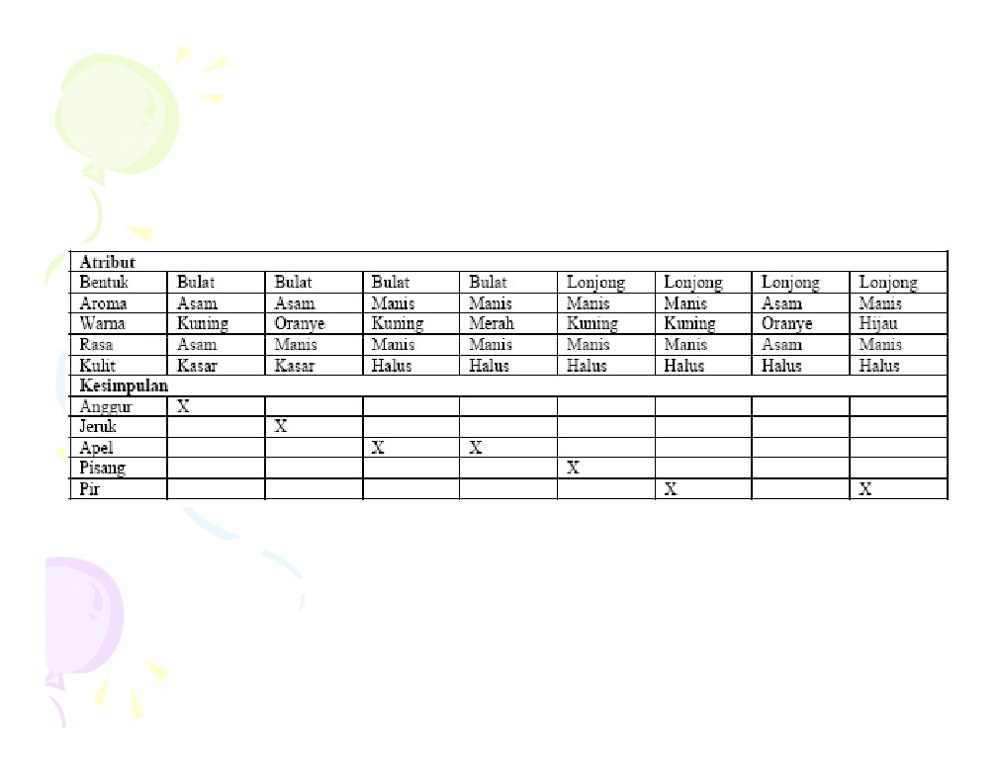 Atribut
Bentuk Bulat Bulat Bulat Bulat Lonjong Lonjong Lonjong Lonjong
Aroma Asam Asam Manis Manis Manis Manis Asam Manis
Warna Kuning Oranye Kuning Merah Kuning Kuning Oranye Hijau
Rasa Asam Manis Manis Manis Manis Manis Asam Manis
Kulit Kasar Kasar Halus Halus Halus Halus Halus Halus
Kesimpulan
Anggur X
Jeruk X
Apel X X
Pisang X
Pir X X